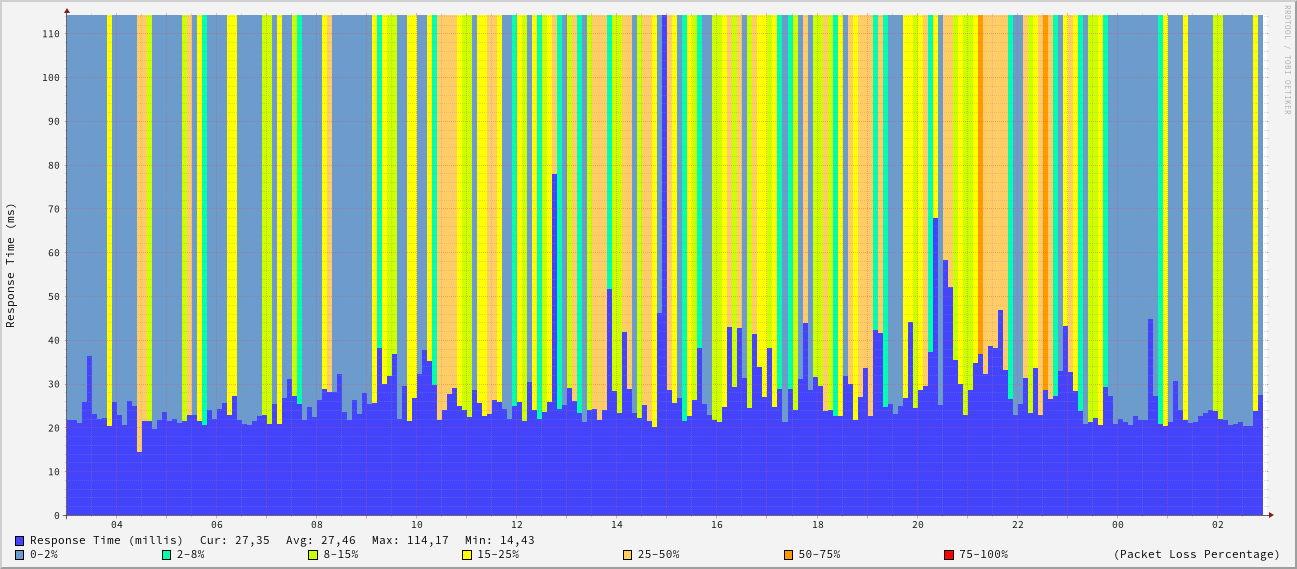 RRDTOOL / TOBI OETIKER
Response Time (ms)
110
100
90
80
70
60
50
40
30
20
10
0
04 06 08 10 12 14 16 18 20 22 00 02
Response Time (millis) Cur: 27,35 Avg: 27,46 Max: 114,17 Min: 14,43
0-2% 2-8% 8-15% 15-25% 25-50% 50-75% 75-100% (Packet Loss Percentage)